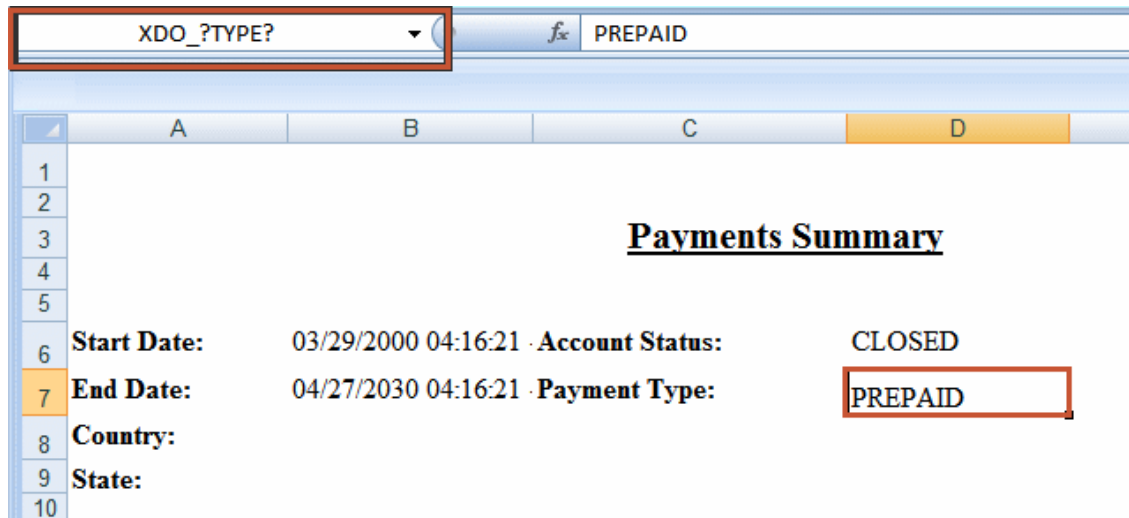 XDO_?TYPE? fx PREPAID
A B C D
1
2
3 Payments Summary
4
5
6 Start Date: 03/29/2000 04:16:21 - Account Status: CLOSED
7 End Date: 04/27/2030 04:16:21 - Payment Type: PREPAID
8 Country:
9 State:
10